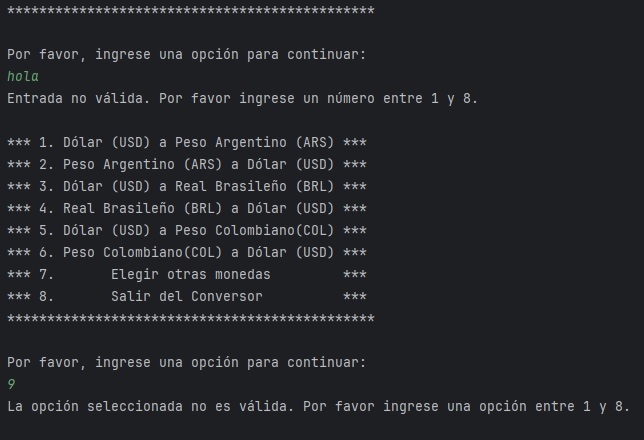 **********************************************
Por favor, ingrese una opción para continuar:
hola
Entrada no válida. Por favor ingrese un número entre 1 y 8.
*** 1. Dólar (USD) a Peso Argentino (ARS) ***
*** 2. Peso Argentino (ARS) a Dólar (USD) ***
*** 3. Dólar (USD) a Real Brasileño (BRL) ***
*** 4. Real Brasileño (BRL) a Dólar (USD) ***
*** 5. Dólar (USD) a Peso Colombiano(COL) ***
*** 6. Peso Colombiano(COL) a Dólar (USD) ***
*** 7.       Elegir otras monedas         ***
*** 8.       Salir del Conversor          ***
**********************************************
Por favor, ingrese una opción para continuar:
9
La opción seleccionada no es válida. Por favor ingrese una opción entre 1 y 8.